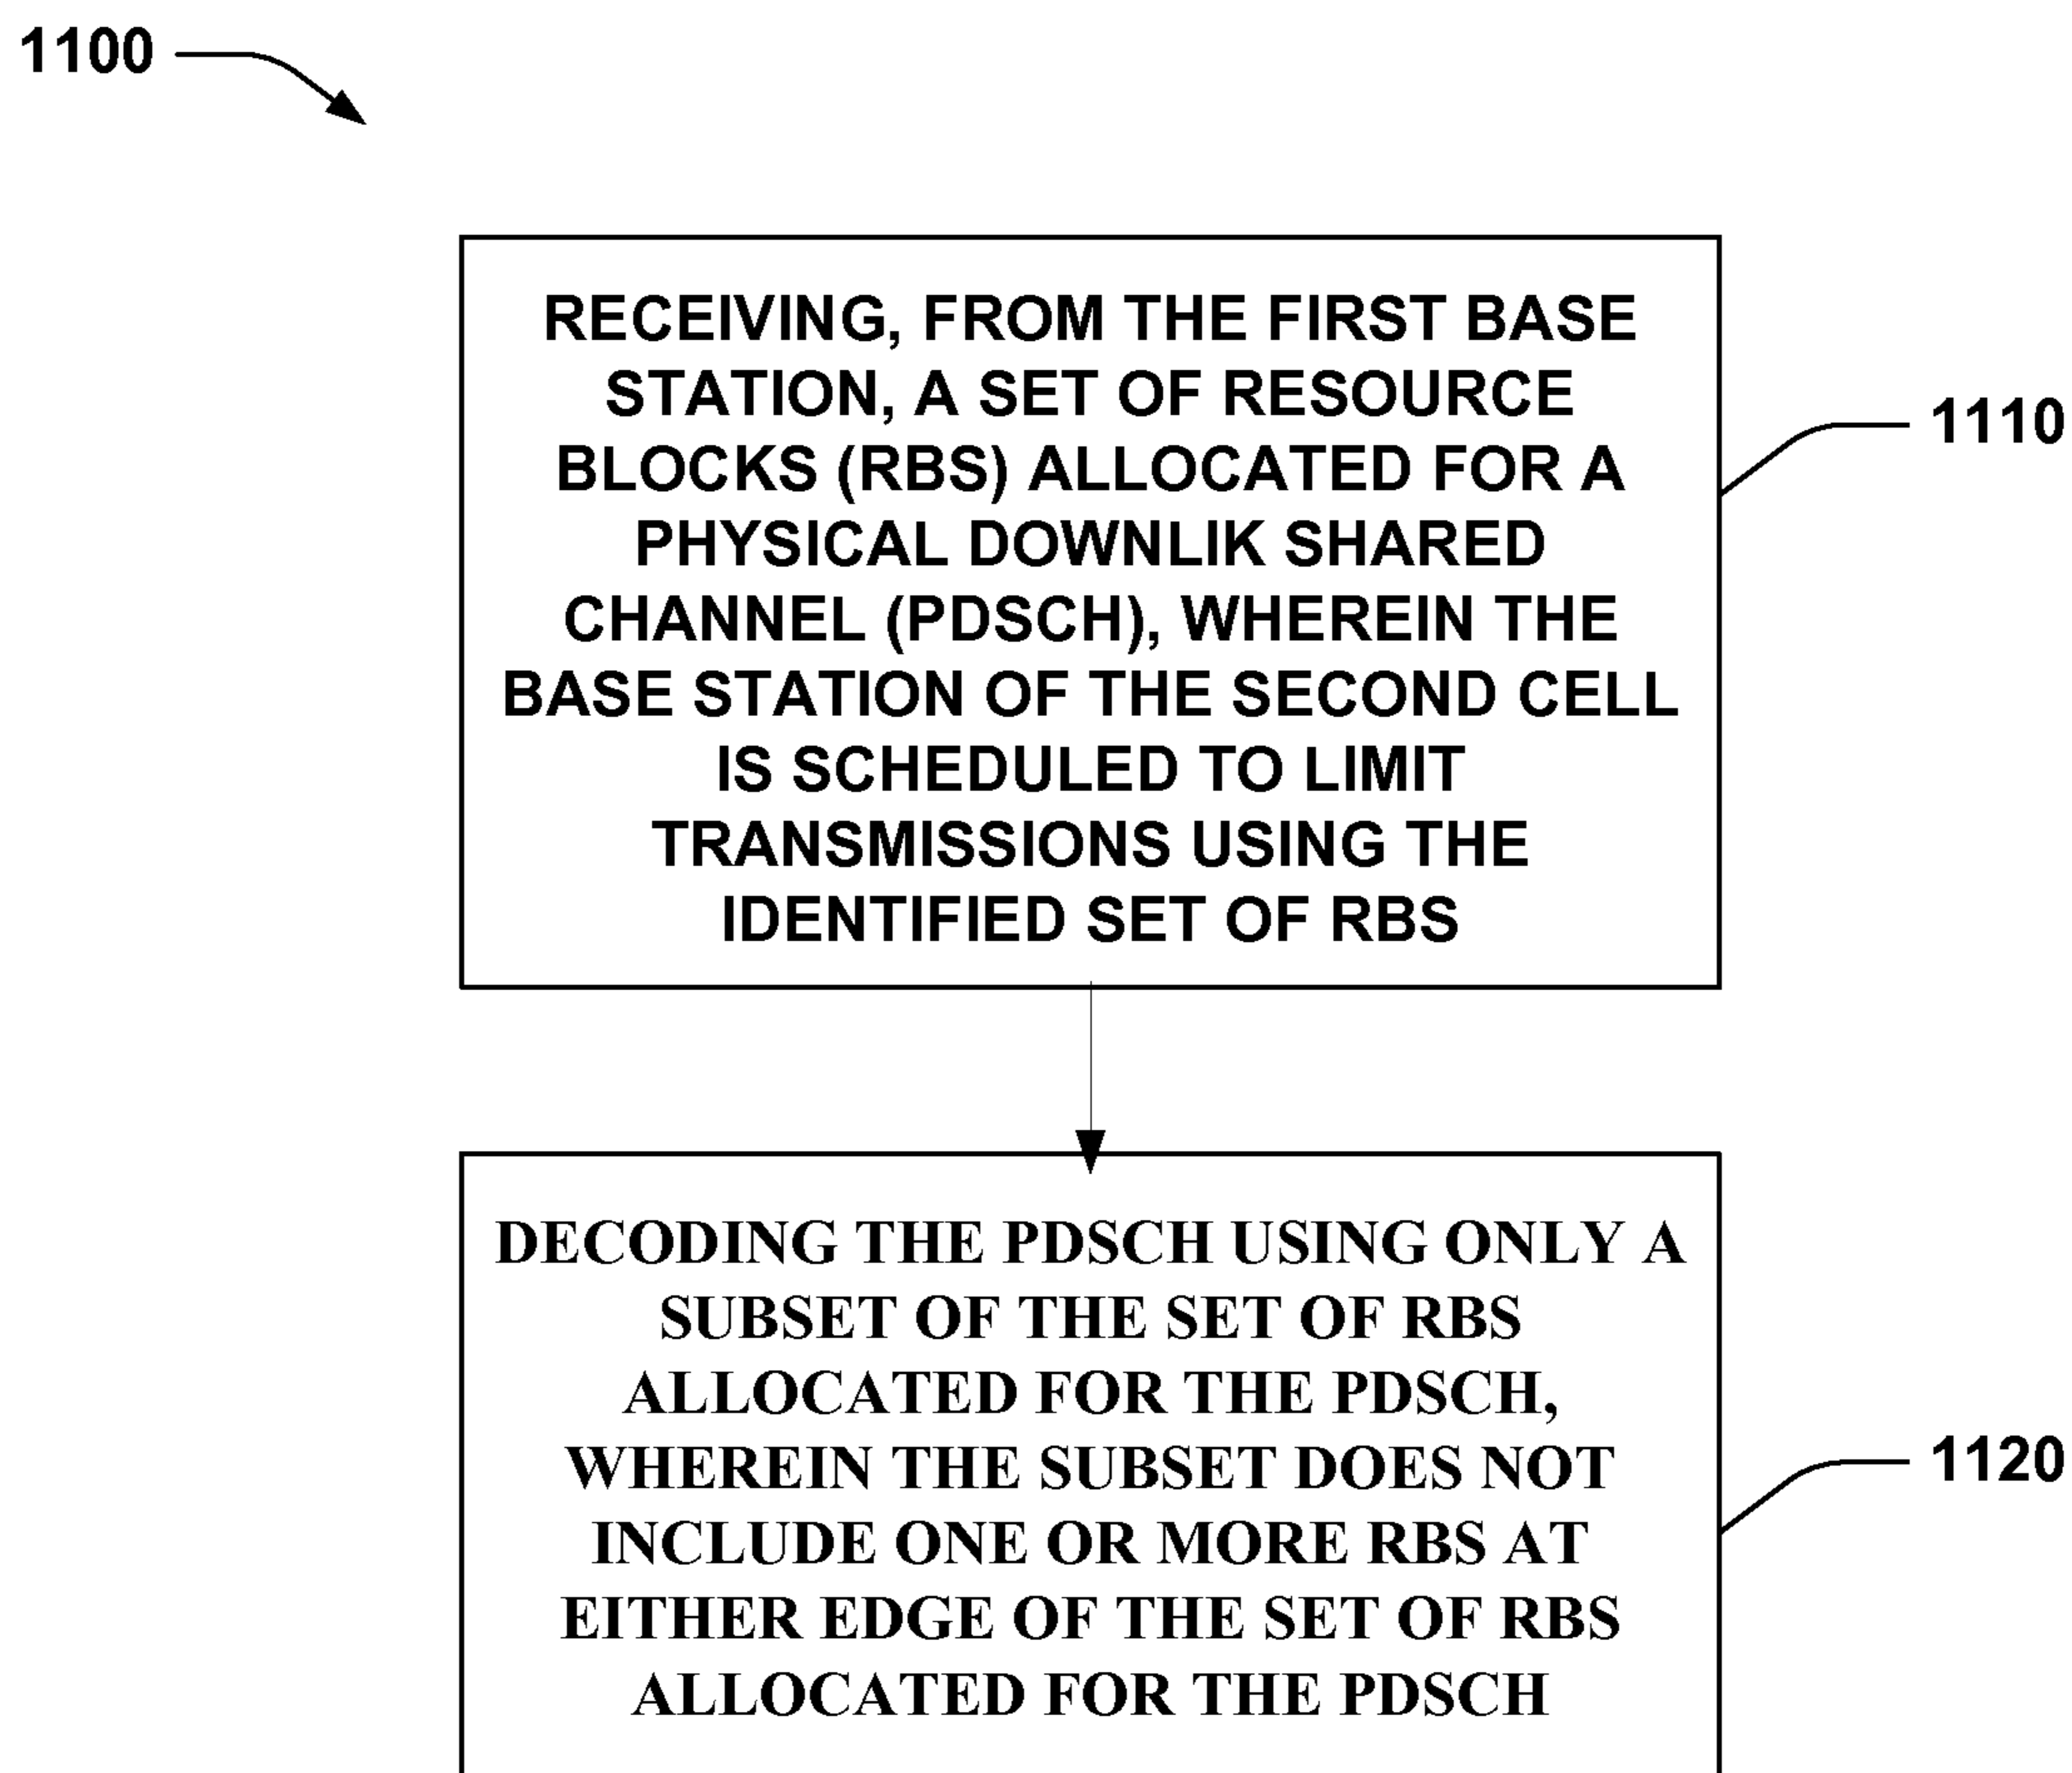 1100
RECEIVING, FROM THE FIRST BASE
STATION, A SET OF RESOURCE
BLOCKS (RBS) ALLOCATED FOR A
PHYSICAL DOWNLIK SHARED
CHANNEL (PDSCH), WHEREIN THE
BASE STATION OF THE SECOND CELL
IS SCHEDULED TO LIMIT
TRANSMISSIONS USING THE
IDENTIFIED SET OF RBS
1110
DECODING THE PDSCH USING ONLY A
SUBSET OF THE SET OF RBS
ALLOCATED FOR THE PDSCH,
WHEREIN THE SUBSET DOES NOT
INCLUDE ONE OR MORE RBS AT
EITHER EDGE OF THE SET OF RBS
ALLOCATED FOR THE PDSCH
1120